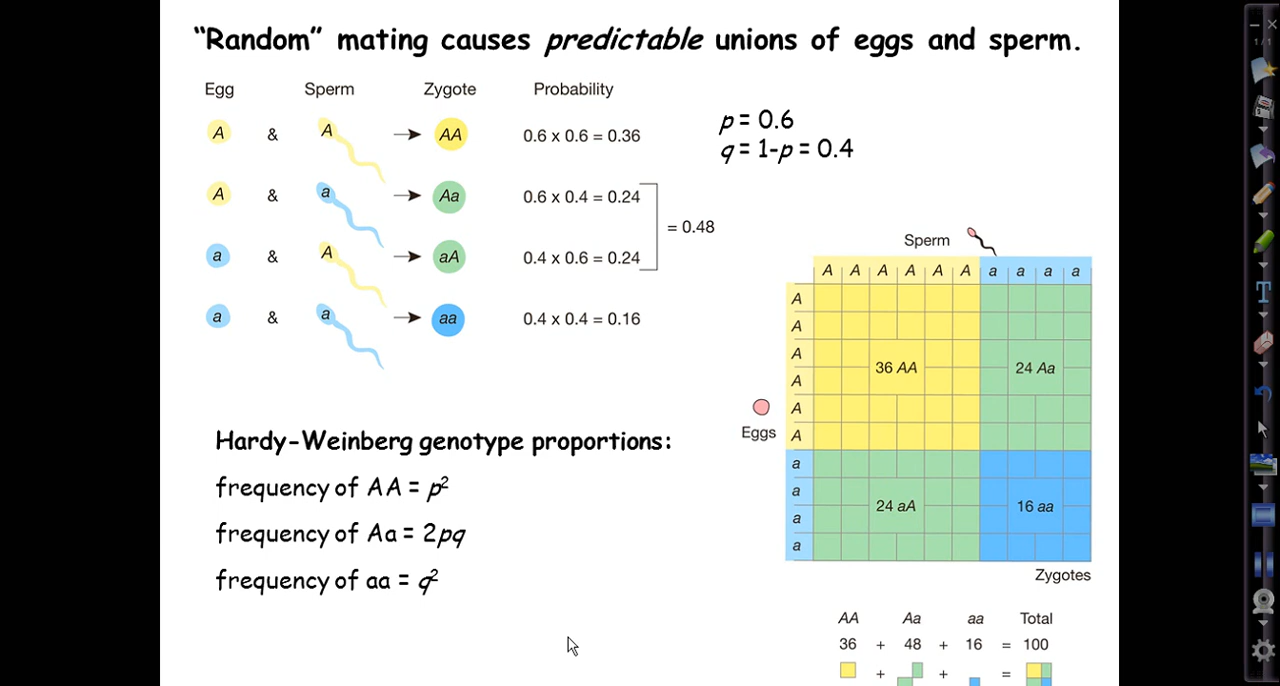 “Random” mating causes predictable unions of eggs and sperm.
Egg Sperm Zygote Probability
A & A → AA 0.6 x 0.6 = 0.36
A & a → Aa 0.6 x 0.4 = 0.24
= 0.48
a & A → aA 0.4 x 0.6 = 0.24
a & a → aa 0.4 x 0.4 = 0.16
p = 0.6
q = 1-p = 0.4
Hardy-Weinberg genotype proportions:
frequency of AA = p²
frequency of Aa = 2pq
frequency of aa = q²
Sperm
A A A A A A a a a a
A
A
A
36 AA 24 Aa
A
A
Eggs
A
a
a
24 aA 16 aa
a
a
Zygotes
AA Aa aa Total
36 + 48 + 16 = 100
+ + =
1/1
T